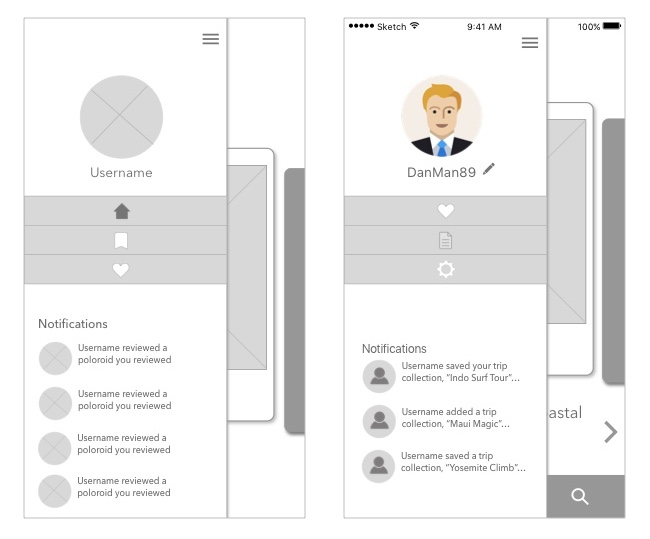 Username
Notifications
Username reviewed a
poloroid you reviewed
Username reviewed a
poloroid you reviewed
Username reviewed a
poloroid you reviewed
Username reviewed a
poloroid you reviewed
Sketch 9:41 AM 100%
DanMan89
Notifications
Username saved your trip
collection, “Indo Surf Tour”...
Username added a trip
collection, “Maui Magic”...
Username saved a trip
collection, “Yosemite Climb”...
astal